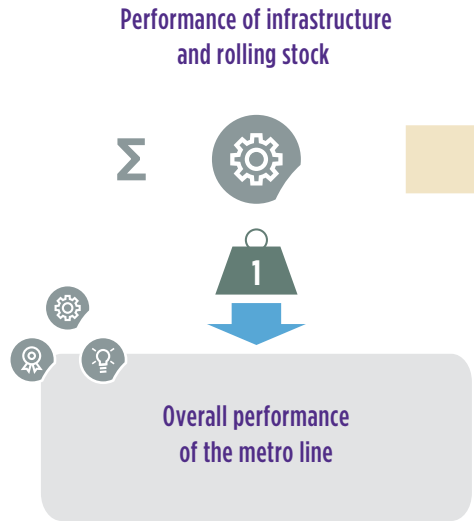 Performance of infrastructure
and rolling stock
Σ
1
Overall performance
of the metro line